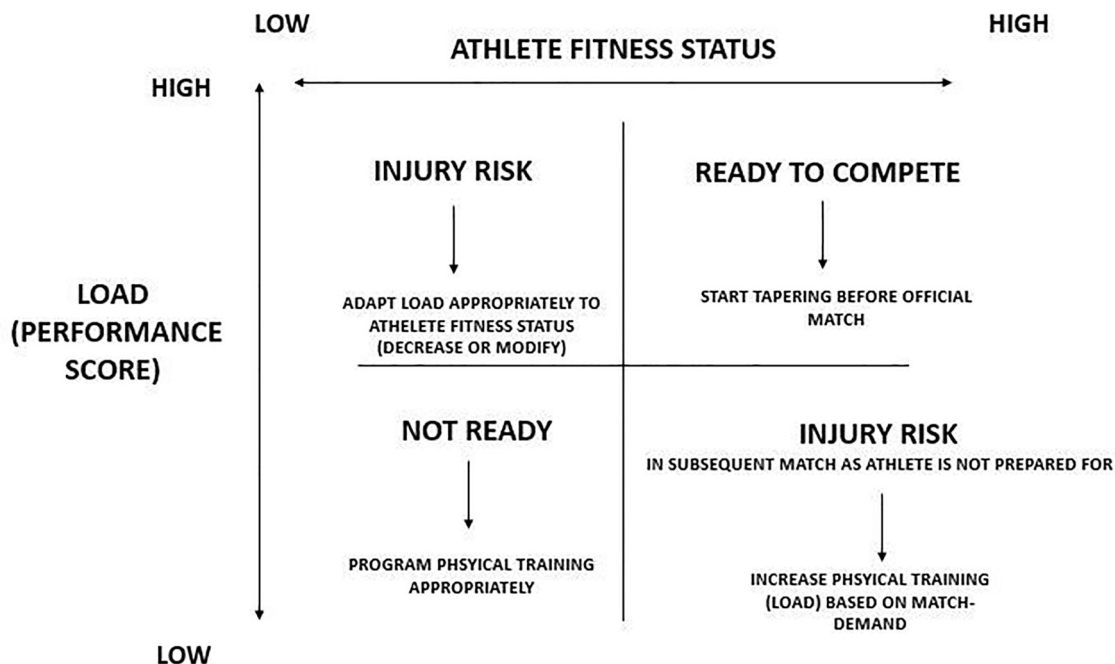 LOW
HIGH
ATHLETE FITNESS STATUS
HIGH
INJURY RISK
READY TO COMPETE
LOAD
(PERFORMANCE
SCORE)
ADAPT LOAD APPROPRIATELY TO
ATHELETE FITNESS STATUS
(DECREASE OR MODIFY)
START TAPERING BEFORE OFFICIAL
MATCH
NOT READY
INJURY RISK
IN SUBSEQUENT MATCH AS ATHLETE IS NOT PREPARED FOR
PROGRAM PHSYICAL TRAINING
APPROPRIATELY
INCREASE PHSYICAL TRAINING
(LOAD) BASED ON MATCH-
DEMAND
LOW